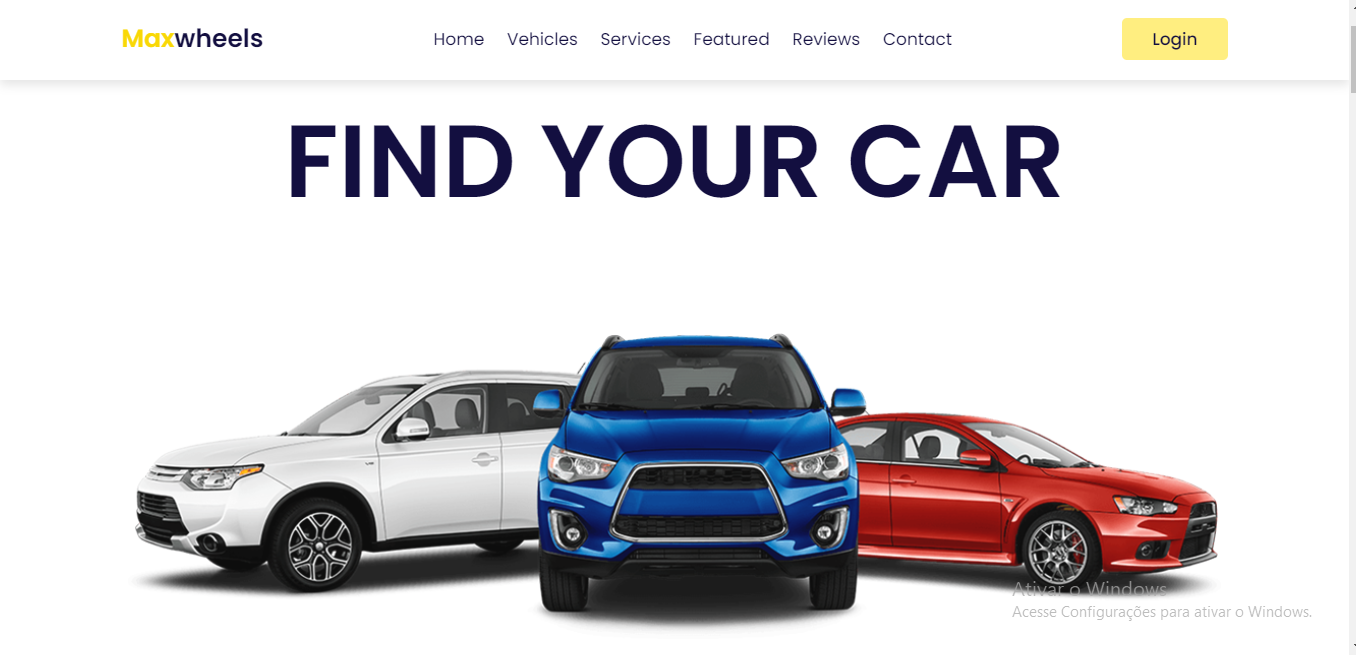 Maxwheels
Home Vehicles Services Featured Reviews Contact
Login
FIND YOUR CAR
Ativar o Windows
Acesse Configurações para ativar o Windows.